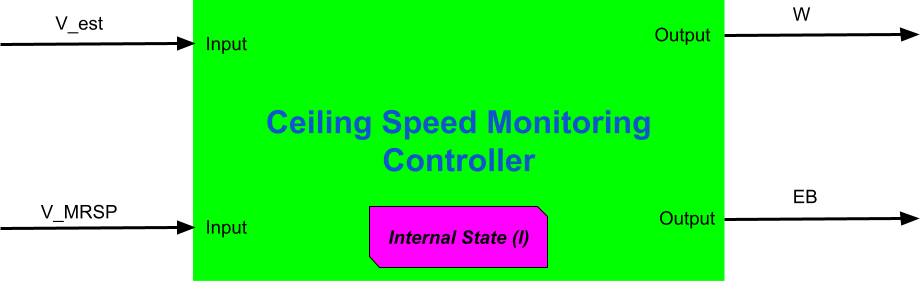 V_est
W
Input
Output
Ceiling Speed Monitoring
Controller
V_MRSP
EB
Input
Output
Internal State (I)